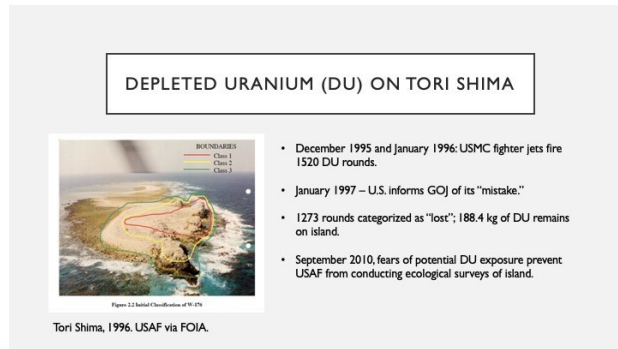 DEPLETED URANIUM (DU) ON TORI SHIMA
BOUNDARIES
Class 1
Class 2
Class 3
Figure 2.2 Initial Classification of W-176
Tori Shima, 1996. USAF via FOIA.
• December 1995 and January 1996: USMC fighter jets fire
1520 DU rounds.
• January 1997 – U.S. informs GOJ of its “mistake.”
• 1273 rounds categorized as “lost”; 188.4 kg of DU remains
on island.
• September 2010, fears of potential DU exposure prevent
USAF from conducting ecological surveys of island.